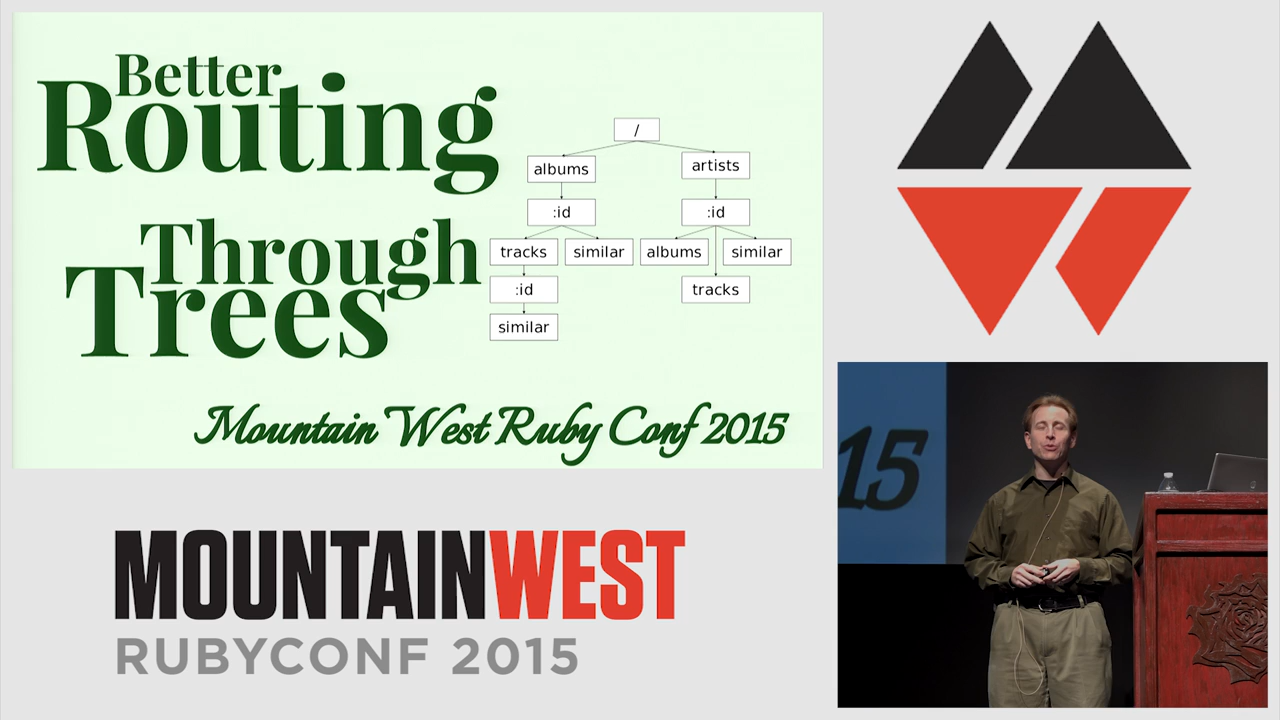 Better
Routing
Through
Trees
/
albums
artists
:id
:id
tracks
similar
albums
similar
:id
tracks
similar
Mountain West Ruby Conf 2015
MOUNTAINWEST
RUBYCONF 2015
15